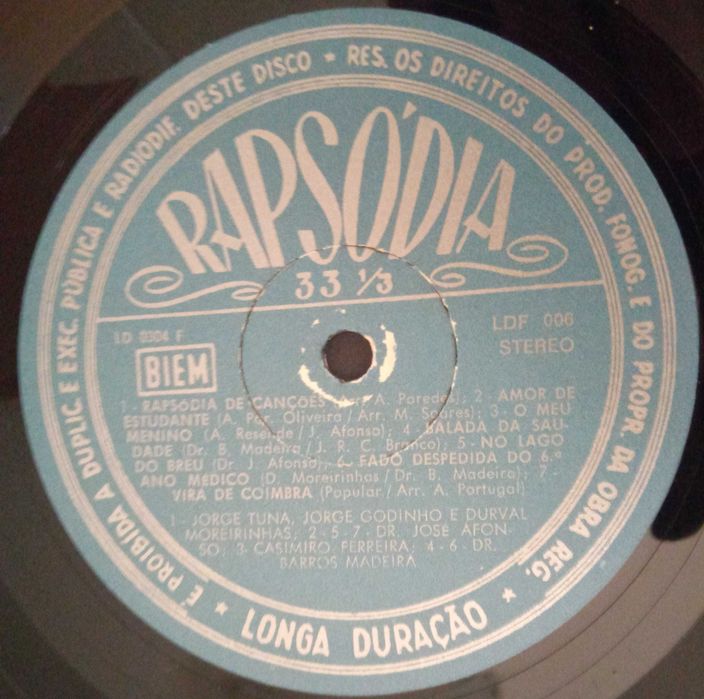 ★ É PROIBIDA A DUPLIC. E EXEC. PÚBLICA E RADIODIF. DESTE DISCO ★ RES. OS DIREITOS DO PROD. FONOG. E DO PROPR. DA OBRA REG. ★
RAPSÓDIA
33 ⅓
LD 0304 F
BIEM
LDF 006
STEREO
1 - RAPSÓDIA DE CANÇÕES (Arr. A. Paredes); 2 - AMOR DE
ESTUDANTE (A. Paz. Oliveira / Arr. M. Soares); 3 - O MEU
MENINO (A. Resende / J. Afonso); 4 - BALADA DA SAU-
DADE (Dr. B. Madeira / J. R. C. Branco); 5 - NO LAGO
DO BREU (Dr. J. Afonso); 6 - FADO DESPEDIDA DO 6.º
ANO MÉDICO (D. Moreirinhas / Dr. B. Madeira); 7 -
VIRA DE COIMBRA (Popular / Arr. A. Portugal)
1 - JORGE TUNA, JORGE GODINHO E DURVAL
MOREIRINHAS; 2-5-7 - DR. JOSÉ AFON-
SO; 3 - CASIMIRO FERREIRA; 4-6 - DR.
BARROS MADEIRA
LONGA DURAÇÃO